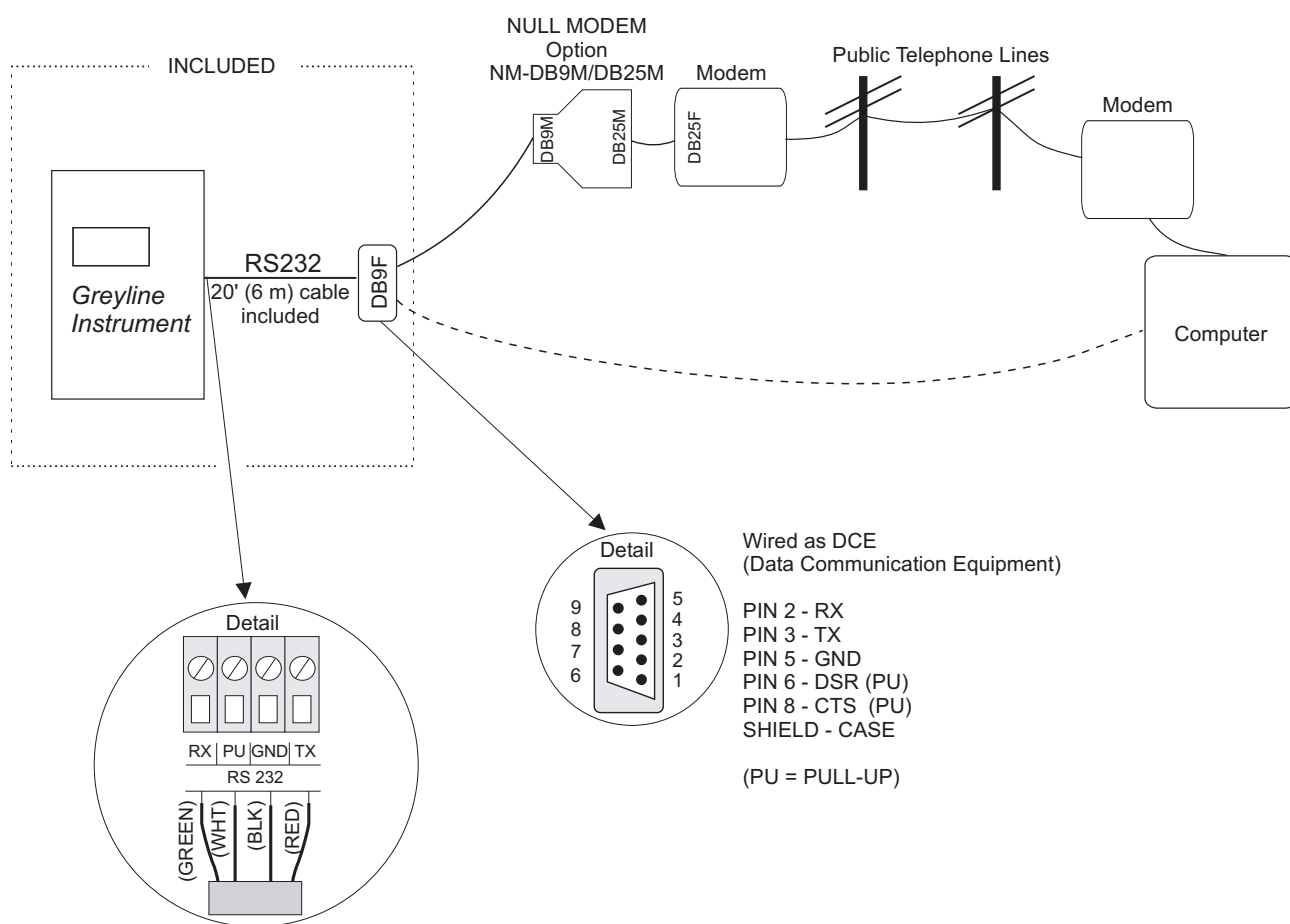 INCLUDED
NULL MODEM
Option
NM-DB9M/DB25M
Modem
Public Telephone Lines
Modem
DB9M
DB25M
DB25F
Greyline
Instrument
RS232
20' (6 m) cable
included
DB9F
Computer
Detail
RX PU GND TX
RS 232
(GREEN)
(WHT)
(BLK)
(RED)
Detail
9
8
7
6
5
4
3
2
1
Wired as DCE
(Data Communication Equipment)
PIN 2 - RX
PIN 3 - TX
PIN 5 - GND
PIN 6 - DSR (PU)
PIN 8 - CTS (PU)
SHIELD - CASE
(PU = PULL-UP)